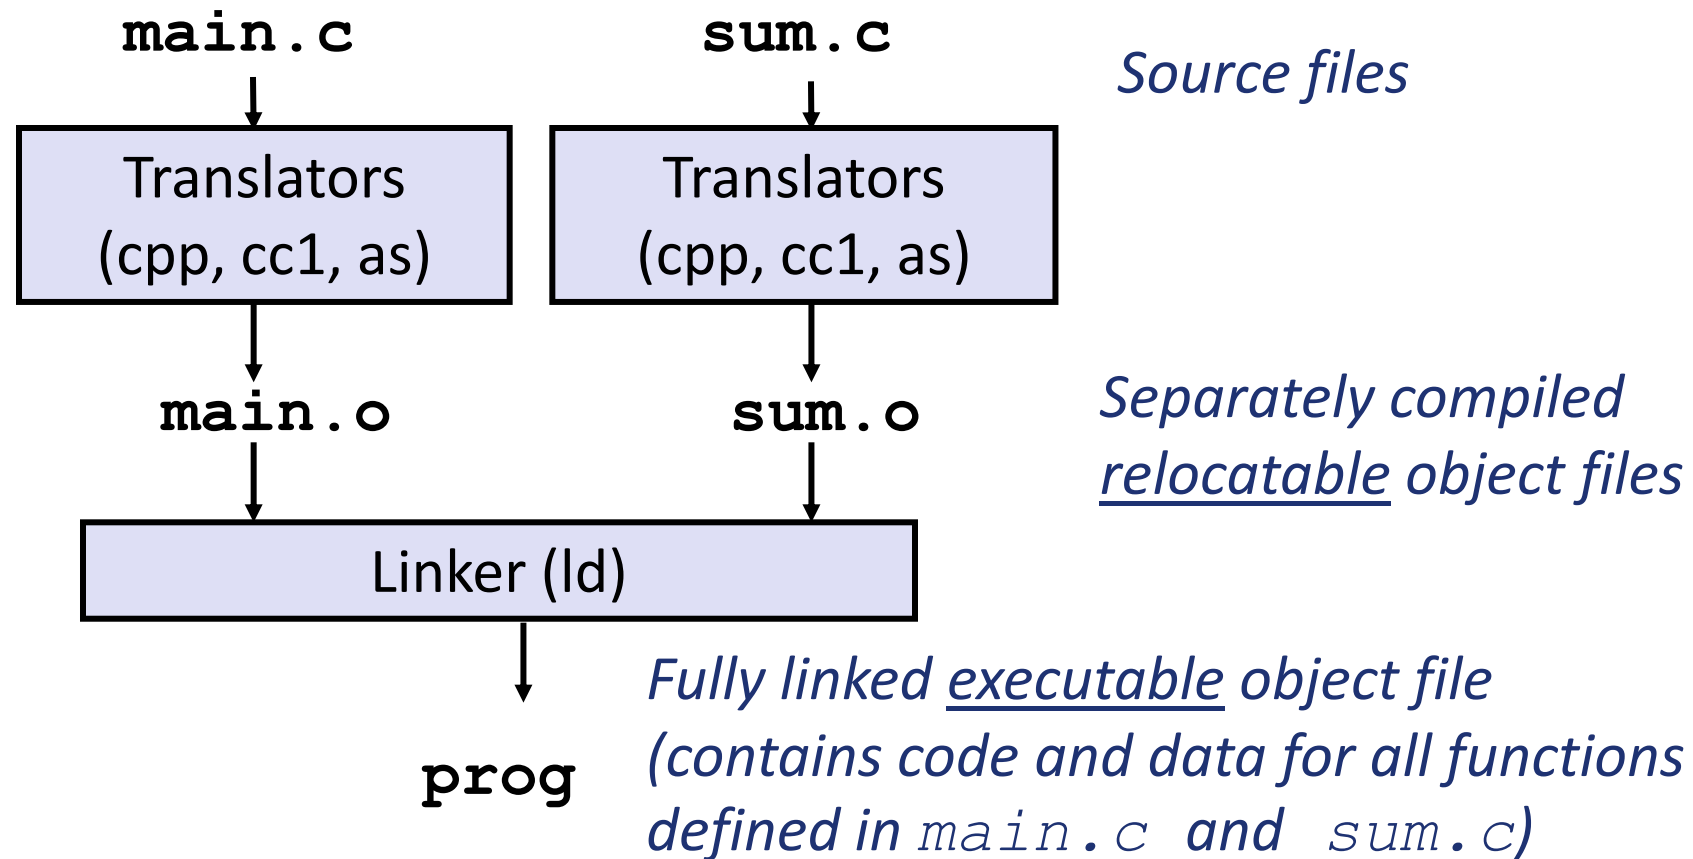 main.c
sum.c
Source files
Translators
(cpp, cc1, as)
Translators
(cpp, cc1, as)
main.o
sum.o
Separately compiled
relocatable object files
Linker (ld)
prog
Fully linked executable object file
(contains code and data for all functions
defined in main.c and sum.c)